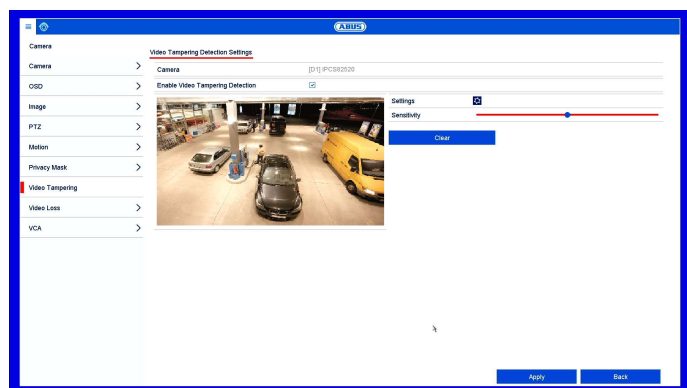 ABUS
Camera
Video Tampering Detection Settings
Camera
Camera [D1] IPCS82520
OSD
Enable Video Tampering Detection
Image
Settings
Sensitivity
PTZ
Motion
Clear
Privacy Mask
Video Tampering
Video Loss
VCA
Apply Back